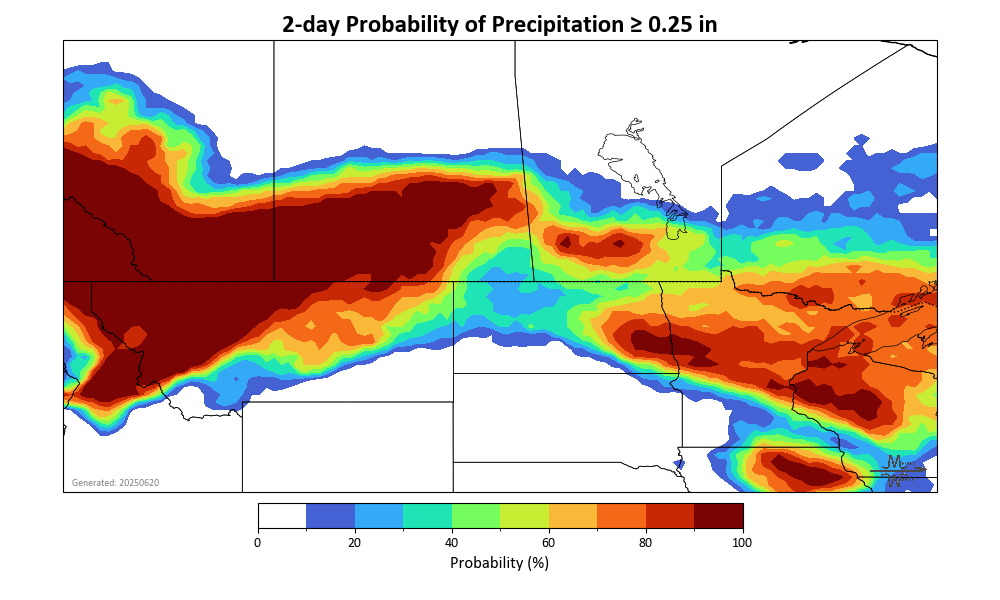 2-day Probability of Precipitation ≥ 0.25 in
Generated: 20250620
0 20 40 60 80 100
Probability (%)